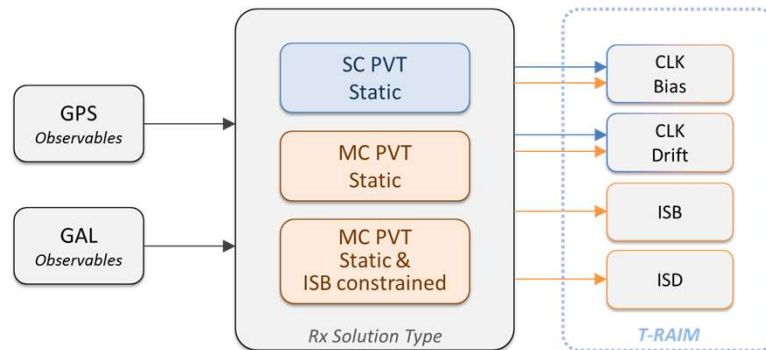 GPS
Observables
GAL
Observables
SC PVT
Static
MC PVT
Static
MC PVT
Static &
ISB constrained
Rx Solution Type
CLK
Bias
CLK
Drift
ISB
ISD
T-RAIM